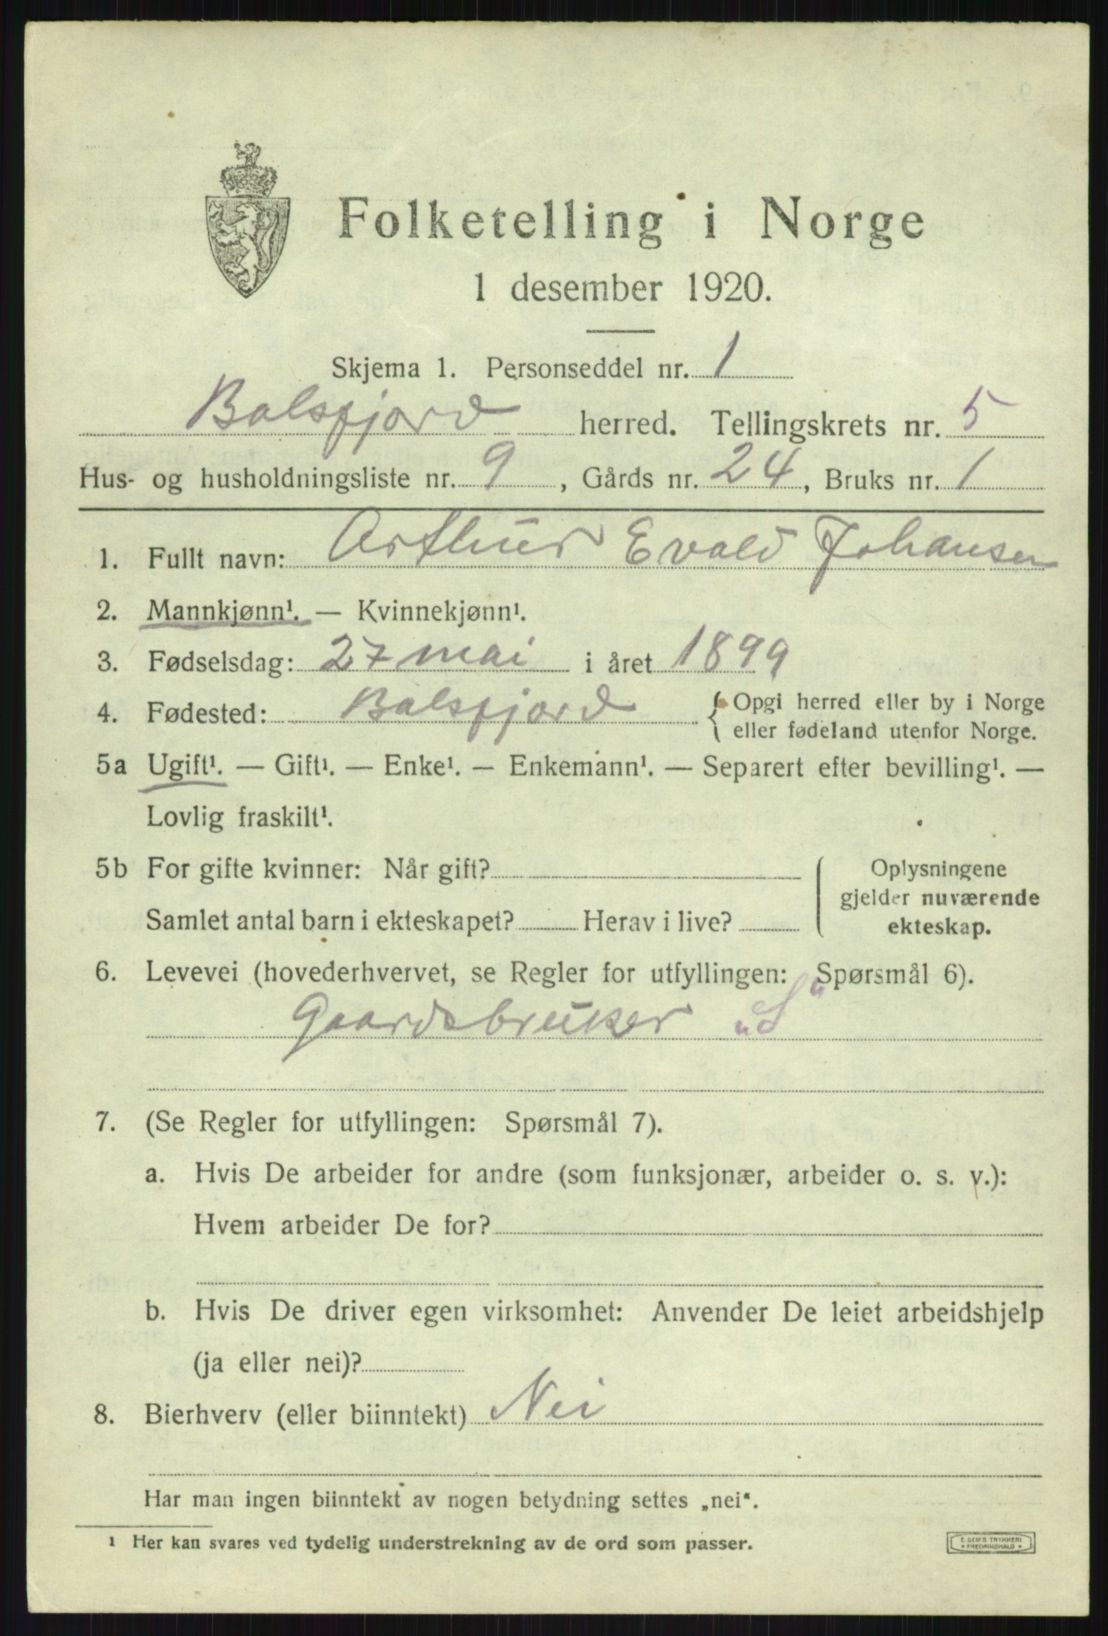 Folketelling i Norge
1 desember 1920.
Skjema 1. Personseddel nr. 1
Balsfjord herred. Tellingskrets nr. 5
Hus- og husholdningsliste nr. 9, Gårds nr. 24, Bruks nr. 1
1. Fullt navn: Arthur Evald Johansen
2. Mannkjønn¹. — Kvinnekjønn¹.
3. Fødselsdag: 27 mai i året 1899
4. Fødested: Balsfjord { Opgi herred eller by i Norge
eller fødeland utenfor Norge.
5a Ugift¹. — Gift¹. — Enke¹. — Enkemann¹. — Separert efter bevilling¹. —
Lovlig fraskilt¹.
5b For gifte kvinner: Når gift?
Samlet antal barn i ekteskapet? Herav i live?
Oplysningene
gjelder nuværende
ekteskap.
6. Levevei (hovederhvervet, se Regler for utfyllingen: Spørsmål 6).
Gaardsbruker „S“
7. (Se Regler for utfyllingen: Spørsmål 7).
a. Hvis De arbeider for andre (som funksjonær, arbeider o. s. v.):
Hvem arbeider De for?
b. Hvis De driver egen virksomhet: Anvender De leiet arbeidshjelp
(ja eller nei)?
8. Bierhverv (eller biinntekt) Nei
Har man ingen biinntekt av nogen betydning settes „nei“.
¹ Her kan svares ved tydelig understrekning av de ord som passer.
E. SEMS TRYKKERI
• FREDRIKSHALD •